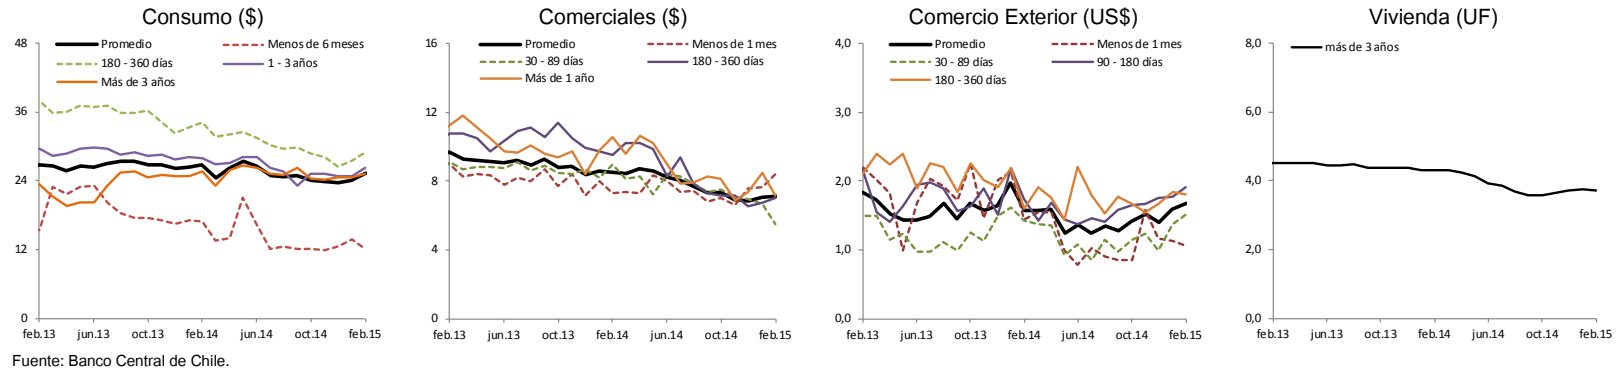 Consumo ($)
48
36
24
12
0
Promedio
Menos de 6 meses
180 - 360 días
1 - 3 años
Más de 3 años
feb.13
jun.13
oct.13
feb.14
jun.14
oct.14
feb.15
Comerciales ($)
16
12
8
4
0
Promedio
Menos de 1 mes
30 - 89 días
180 - 360 días
Más de 1 año
feb.13
jun.13
oct.13
feb.14
jun.14
oct.14
feb.15
Comercio Exterior (US$)
4,0
3,0
2,0
1,0
0,0
Promedio
Menos de 1 mes
30 - 89 días
90 - 180 días
180 - 360 días
feb.13
jun.13
oct.13
feb.14
jun.14
oct.14
feb.15
Vivienda (UF)
8,0
6,0
4,0
2,0
0,0
más de 3 años
feb.13
jun.13
oct.13
feb.14
jun.14
oct.14
feb.15
Fuente: Banco Central de Chile.